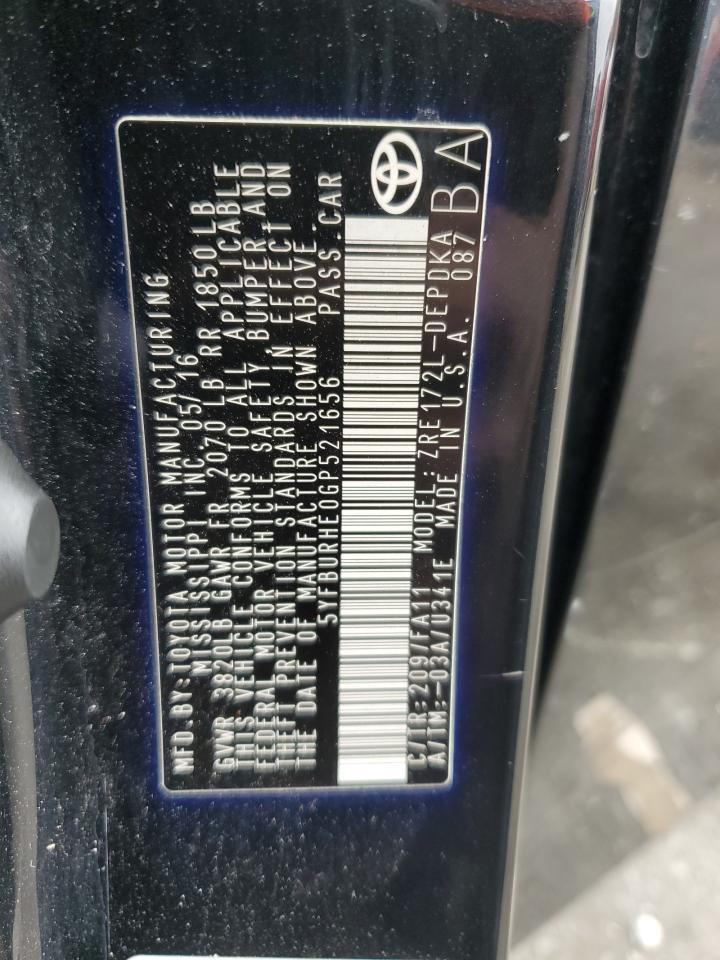 MFD.BY:TOYOTA MOTOR MANUFACTURING
MISSISSIPPI INC.05/16
GVWR 3820LB GAWR FR 2070 LB RR 1850LB
THIS VEHICLE CONFORMS TO ALL APPLICABLE
FEDERAL MOTOR VEHICLE SAFETY, BUMPER AND
THEFT PREVENTION STANDARDS IN EFFECT ON
THE DATE OF MANUFACTURE SHOWN ABOVE.
5YFBURHE0GP521656 PASS.CAR
C/TR:209/FA11 MODEL:ZRE172L-DEPDKA
A/TM:-03A/U341E MADE IN U.S.A. 087 BA